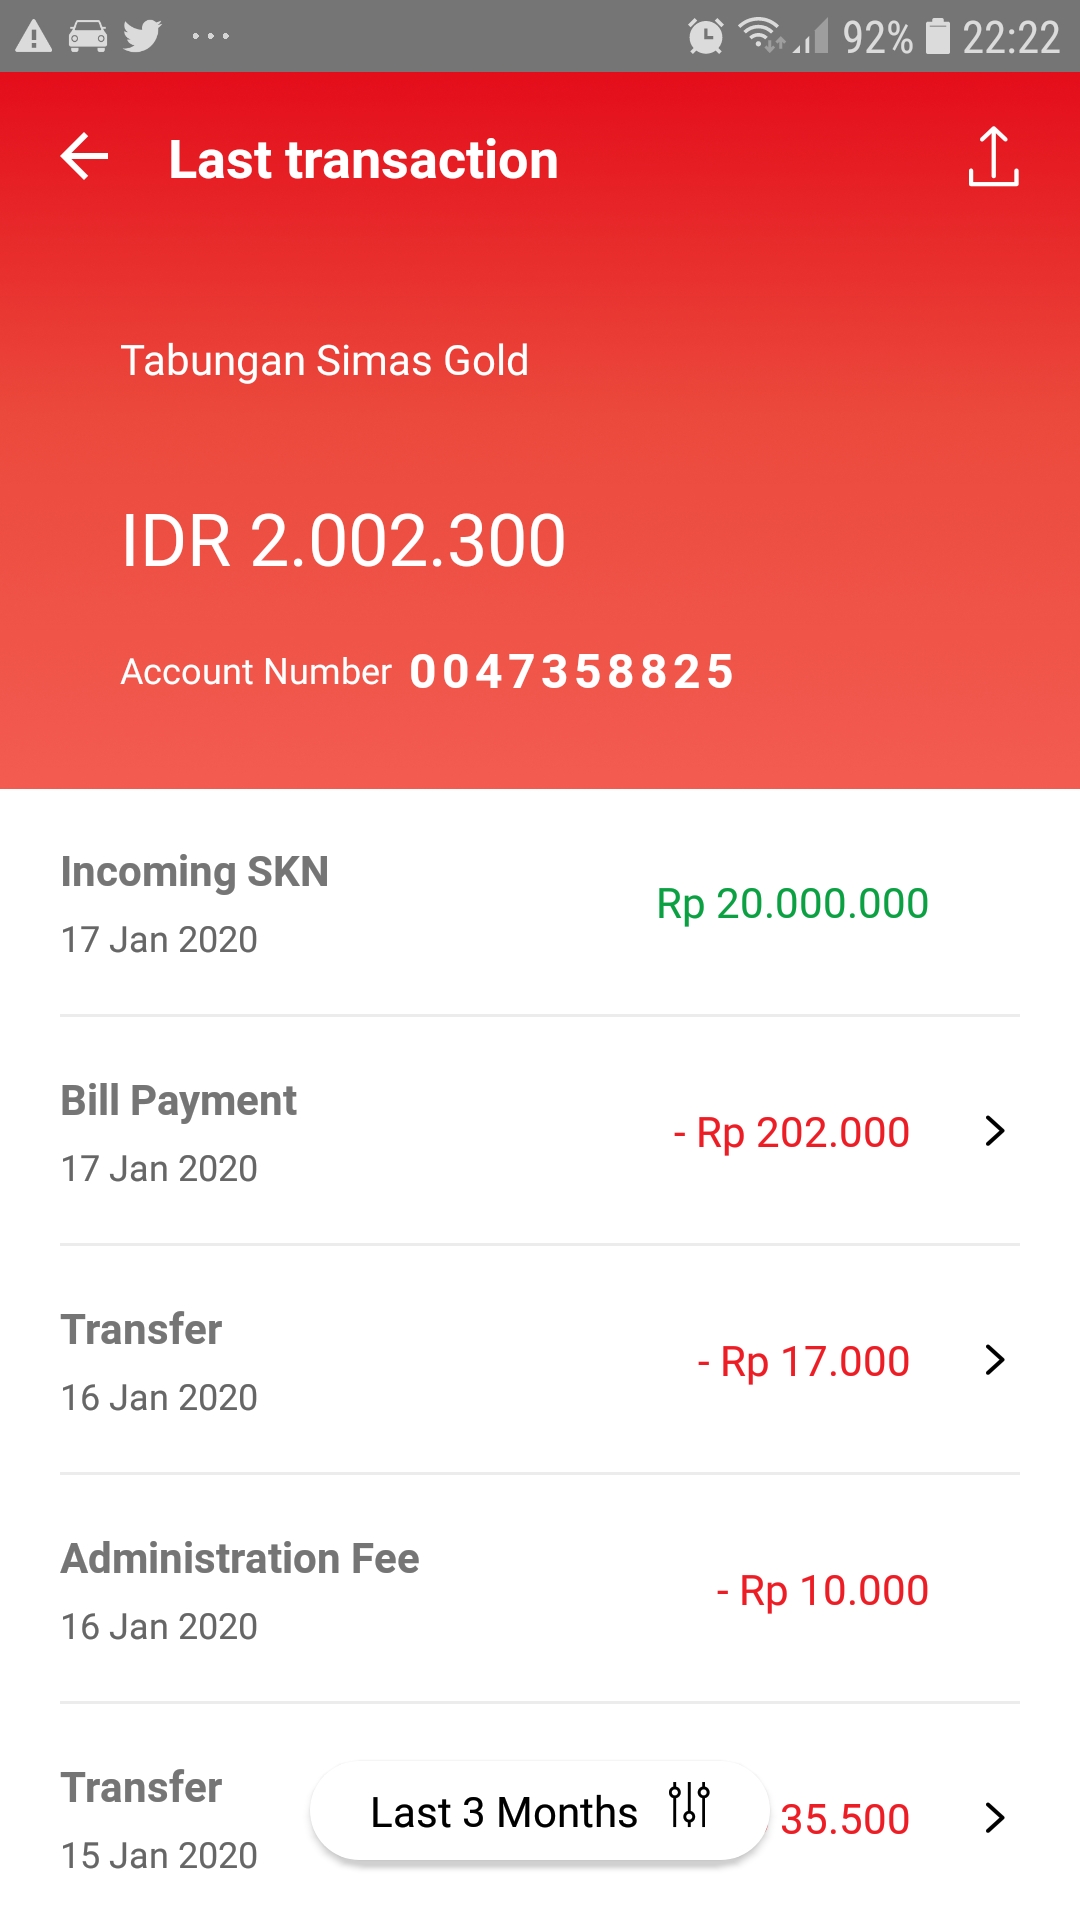 92% 22:22
Last transaction
Tabungan Simas Gold
IDR 2.002.300
Account Number 0047358825
Incoming SKN
Rp 20.000.000
17 Jan 2020
Bill Payment
- Rp 202.000
17 Jan 2020
Transfer
- Rp 17.000
16 Jan 2020
Administration Fee
- Rp 10.000
16 Jan 2020
Transfer
Last 3 Months
35.500
15 Jan 2020